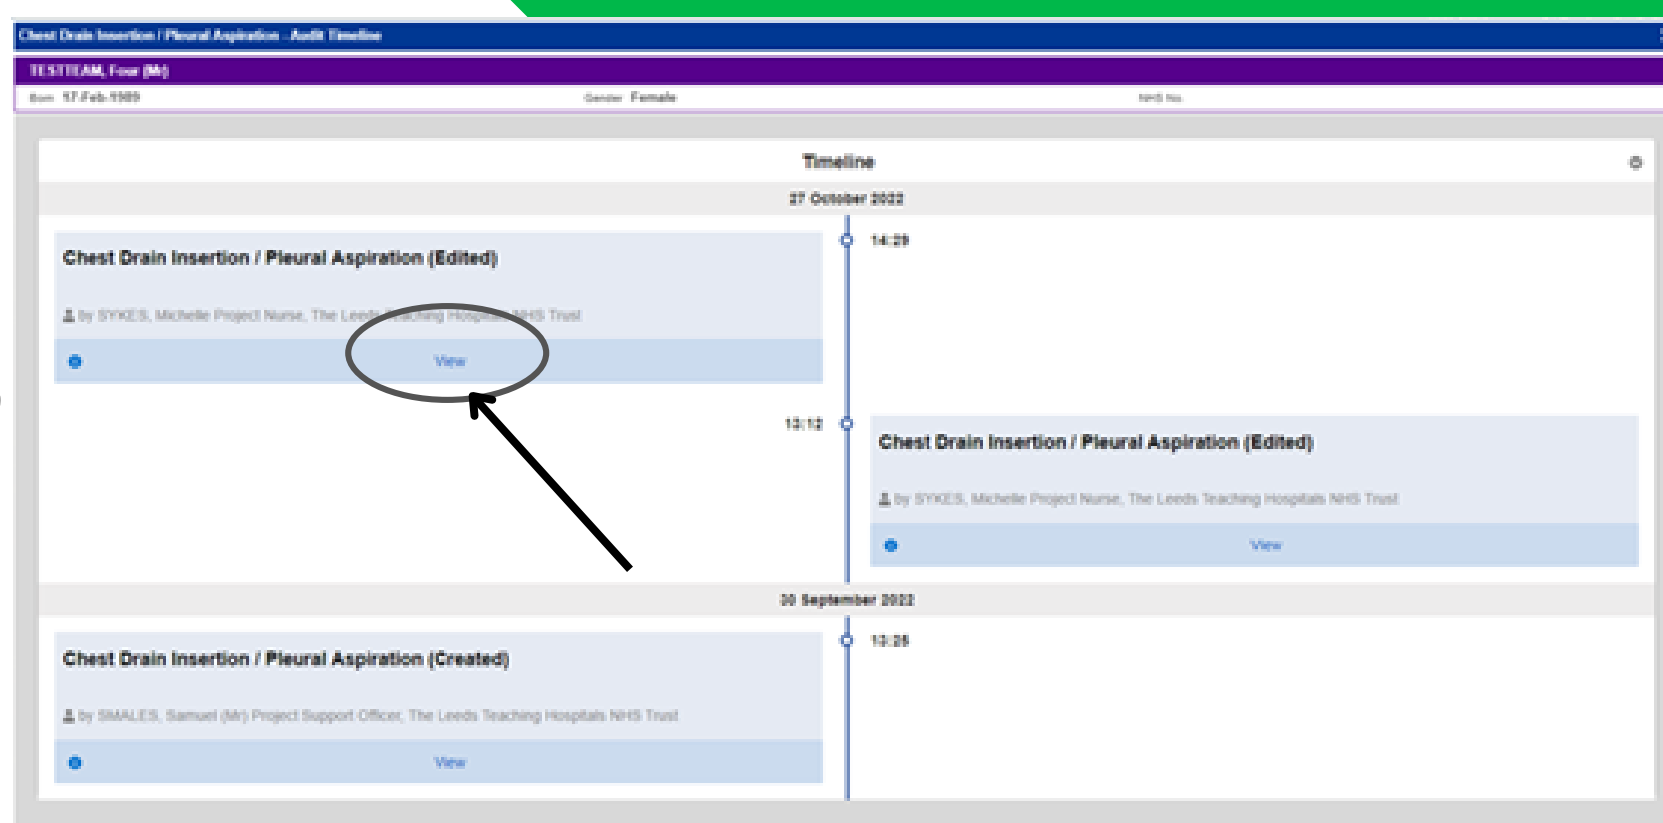 Chest Drain Insertion / Pleural Aspiration - Audit Timeline
TESTTEAM, Four (Mr)
Born 17-Feb-1989 Gender Female NHS No.
Timeline
27 October 2022
14:29
Chest Drain Insertion / Pleural Aspiration (Edited)
by SYKES, Michelle Project Nurse, The Leeds Teaching Hospitals NHS Trust
View
13:12
Chest Drain Insertion / Pleural Aspiration (Edited)
by SYKES, Michelle Project Nurse, The Leeds Teaching Hospitals NHS Trust
View
30 September 2022
Chest Drain Insertion / Pleural Aspiration (Created)
by SMALES, Samuel (Mr) Project Support Officer, The Leeds Teaching Hospitals NHS Trust
View